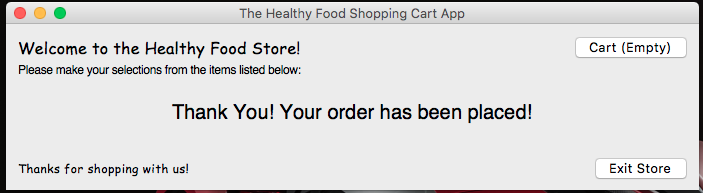 The Healthy Food Shopping Cart App
Welcome to the Healthy Food Store!
Cart (Empty)
Please make your selections from the items listed below:
Thank You! Your order has been placed!
Thanks for shopping with us!
Exit Store